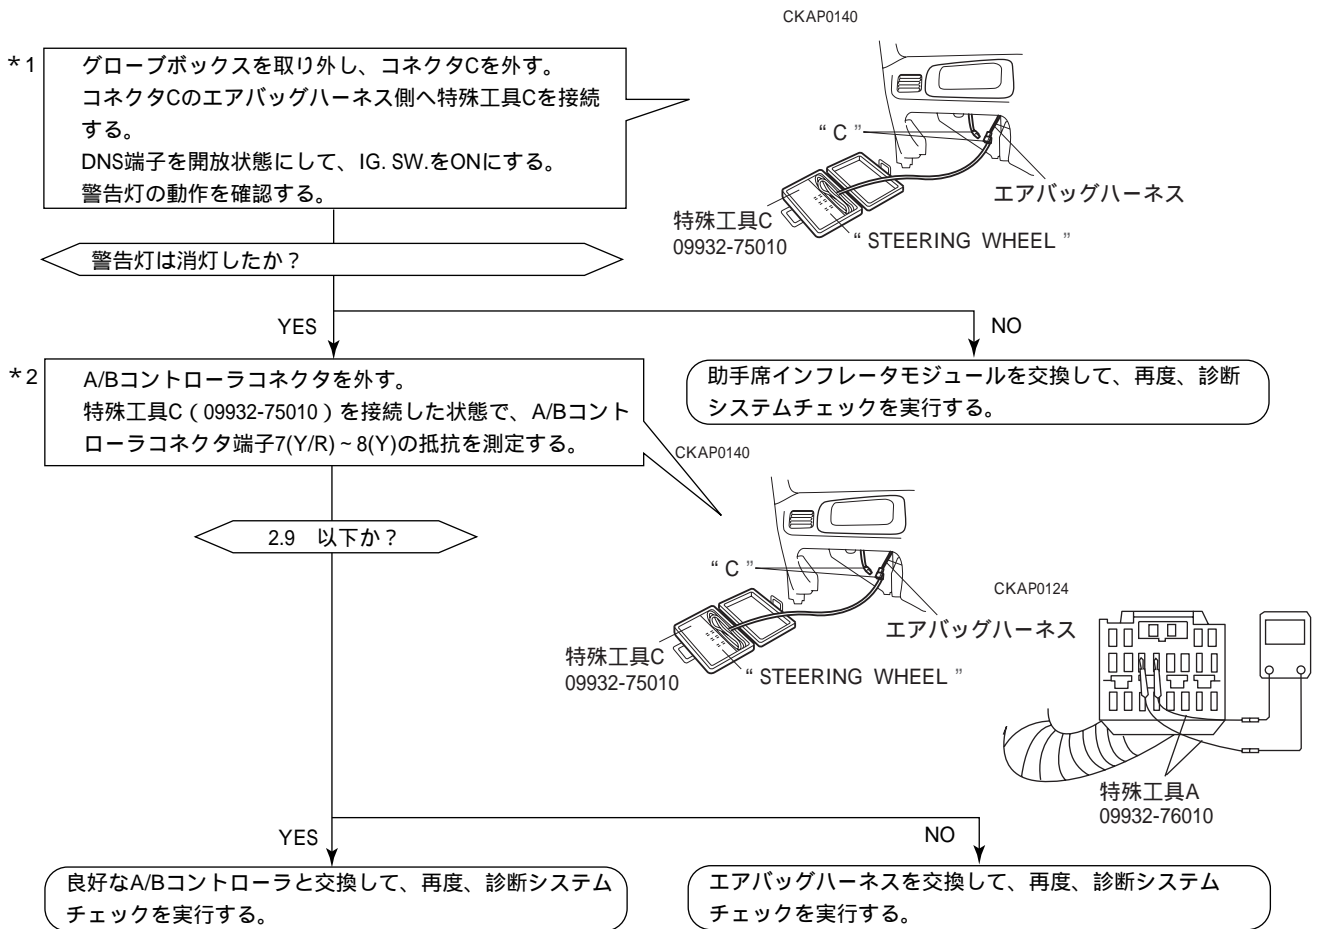 CKAP0140
*1
グローブボックスを取り外し、コネクタCを外す。
コネクタCのエアバッグハーネス側へ特殊工具Cを接続
する。
DNS端子を開放状態にして、IG. SW.をONにする。
警告灯の動作を確認する。
“ C ”
エアバッグハーネス
特殊工具C
09932-75010
“ STEERING WHEEL ”
警告灯は消灯したか?
YES
NO
*2
A/Bコントローラコネクタを外す。
特殊工具C(09932-75010)を接続した状態で、A/Bコント
ローラコネクタ端子7(Y/R)~8(Y)の抵抗を測定する。
助手席インフレータモジュールを交換して、再度、診断
システムチェックを実行する。
CKAP0140
2.9 以下か?
“ C ”
エアバッグハーネス
特殊工具C
09932-75010
“ STEERING WHEEL ”
CKAP0124
特殊工具A
09932-76010
YES
NO
良好なA/Bコントローラと交換して、再度、診断システム
チェックを実行する。
エアバッグハーネスを交換して、再度、診断システム
チェックを実行する。